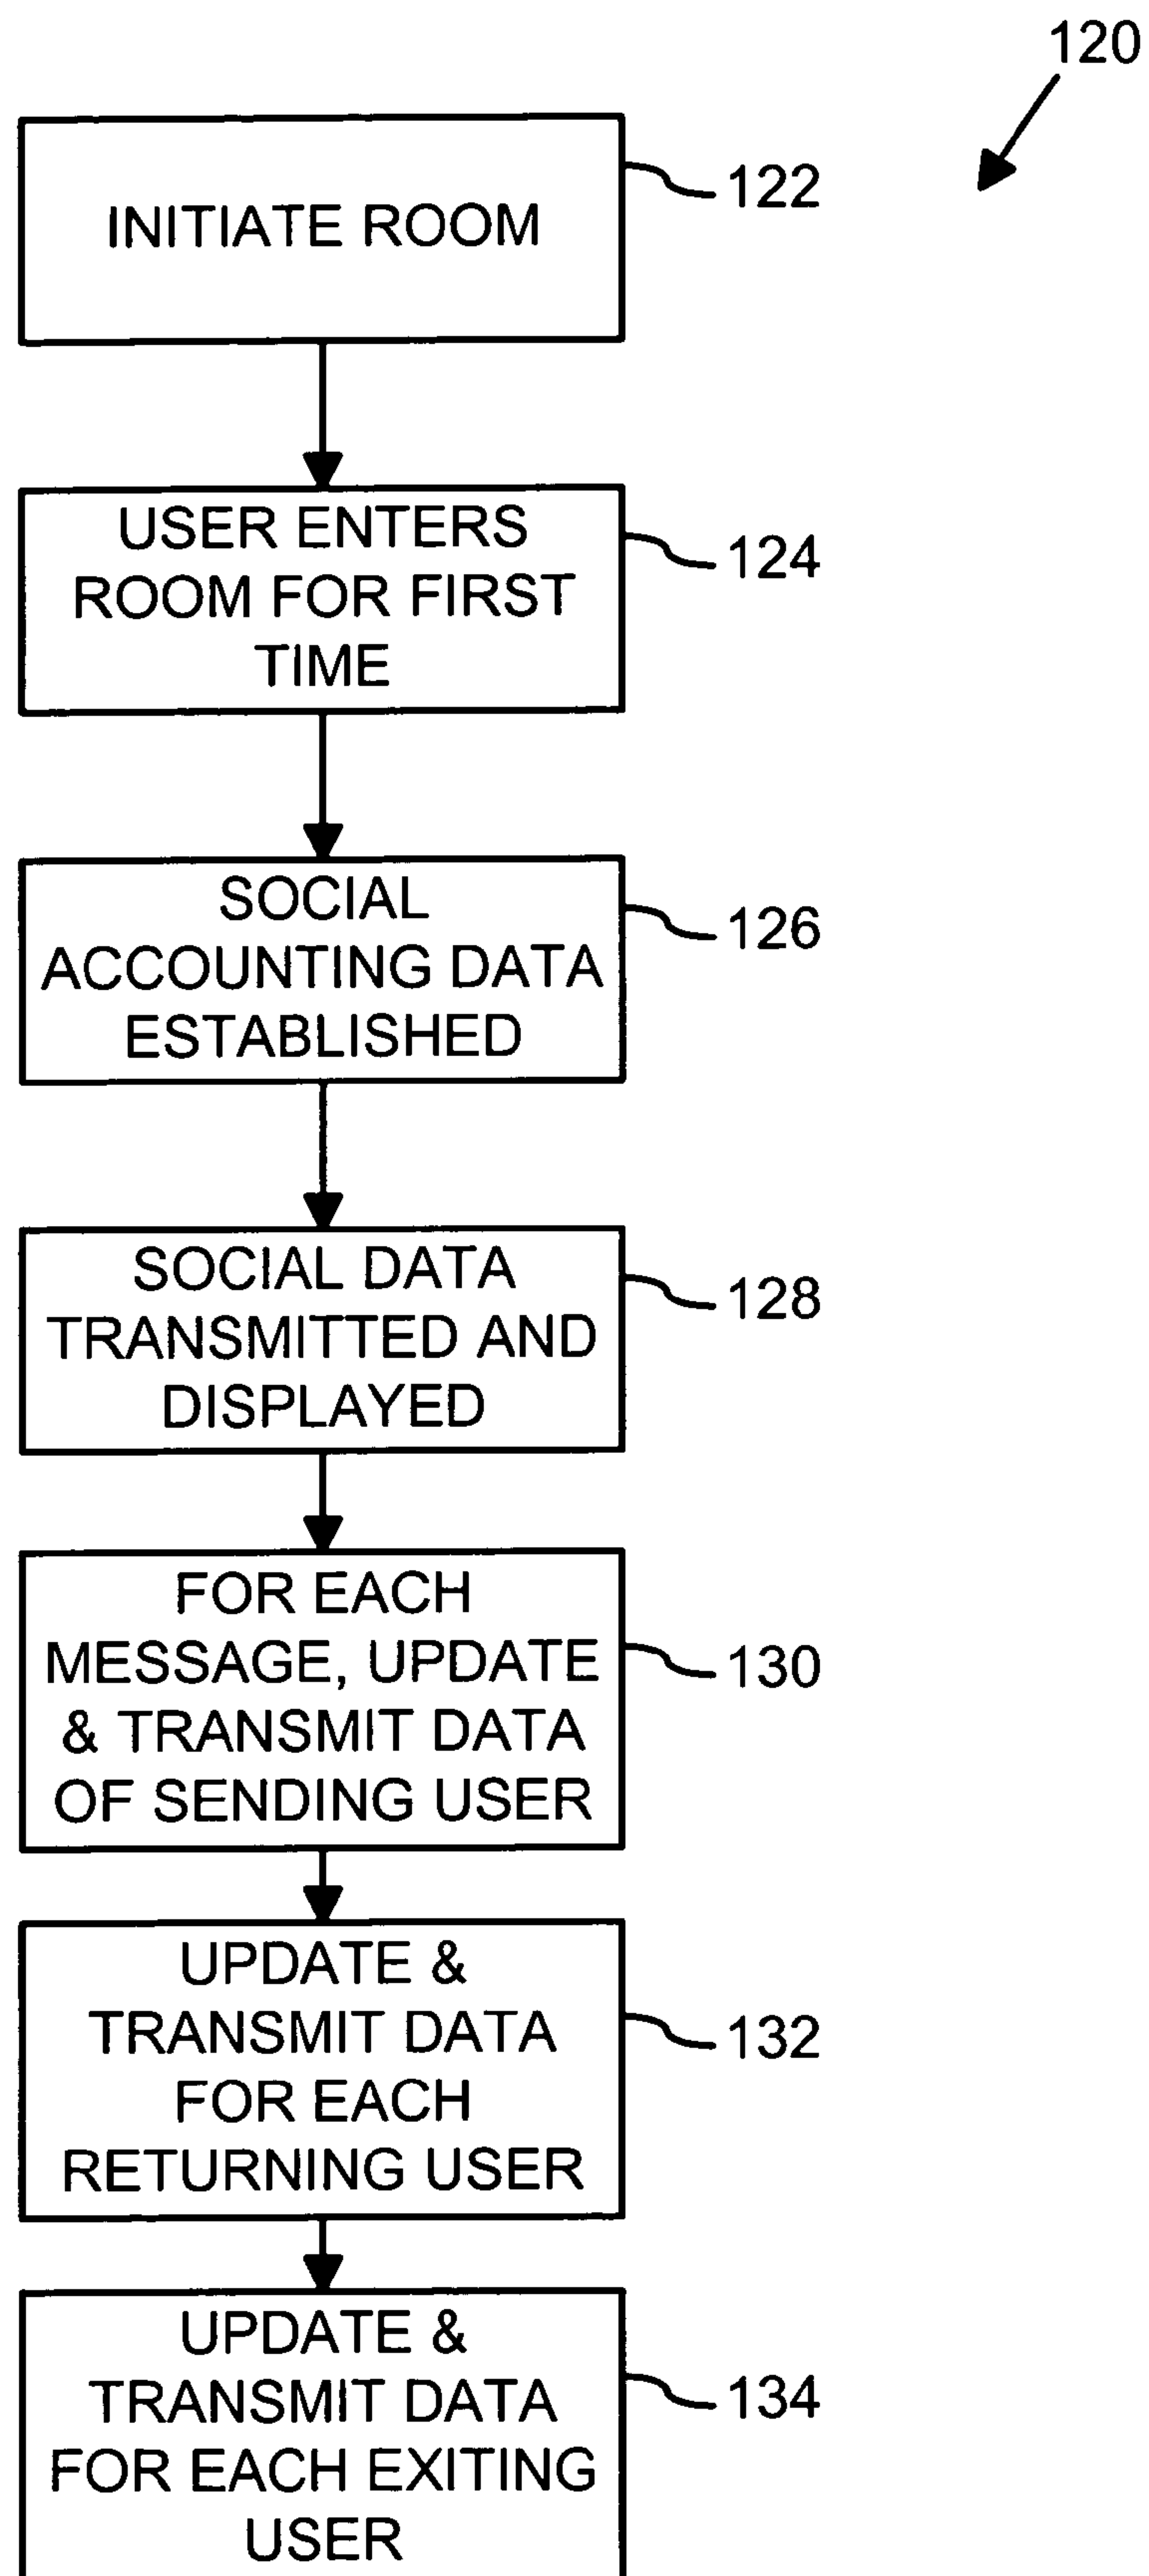 120
INITIATE ROOM
122
USER ENTERS
ROOM FOR FIRST
TIME
124
SOCIAL
ACCOUNTING DATA
ESTABLISHED
126
SOCIAL DATA
TRANSMITTED AND
DISPLAYED
128
FOR EACH
MESSAGE, UPDATE
& TRANSMIT DATA
OF SENDING USER
130
UPDATE &
TRANSMIT DATA
FOR EACH
RETURNING USER
132
UPDATE &
TRANSMIT DATA
FOR EACH EXITING
USER
134